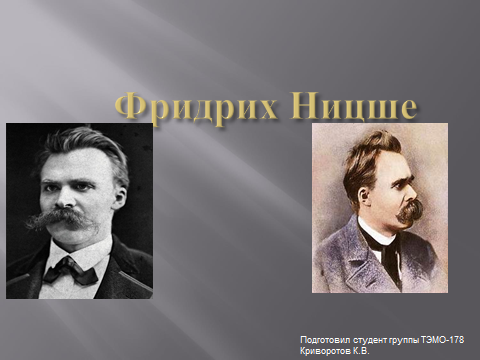 Фридрих Ницше
Подготовил студент группы ТЭМО-178
Криворотов К.В.